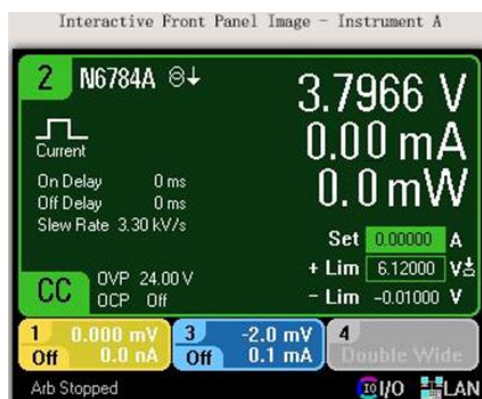 Interactive Front Panel Image - Instrument A
2 N6784A
3.7966 V
0.00 mA
0.0 mW
Current
On Delay 0 ms
Off Delay 0 ms
Slew Rate 3.30 kV/s
Set 0.00000 A
+ Lim 6.12000 V
- Lim -0.01000 V
CC
OVP 24.00 V
OCP Off
1 0.000 mV
Off 0.0 nA
3 -2.0 mV
Off 0.1 mA
4
Double Wide
Arb Stopped
IO I/O LAN